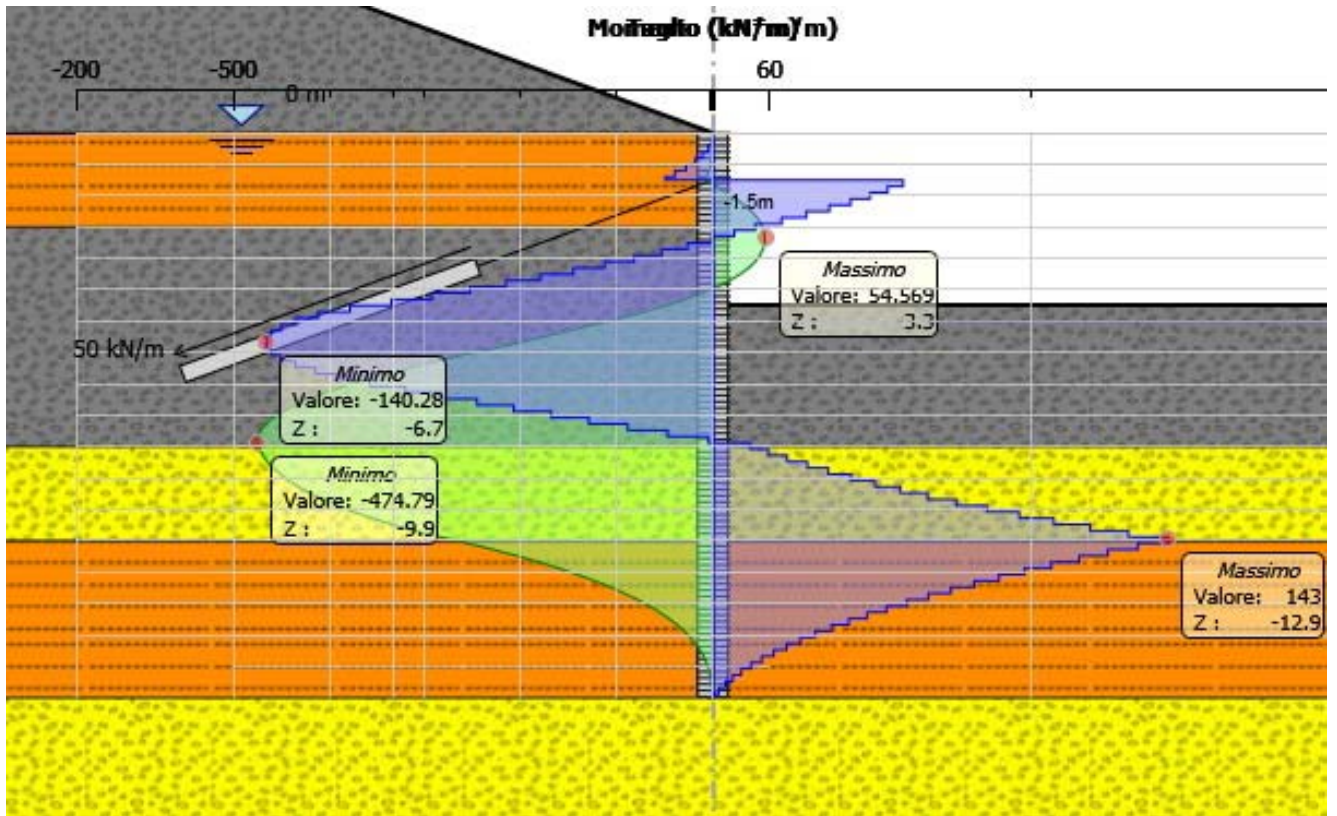 (kN*m/m)
-200
-500
60
0 m
-1.5m
Massimo
Valore: 54.569
Z : -3.3
50 kN/m
Minimo
Valore: -140.28
Z : -6.7
Minimo
Valore: -474.79
Z : -9.9
Massimo
Valore: 143
Z : -12.9